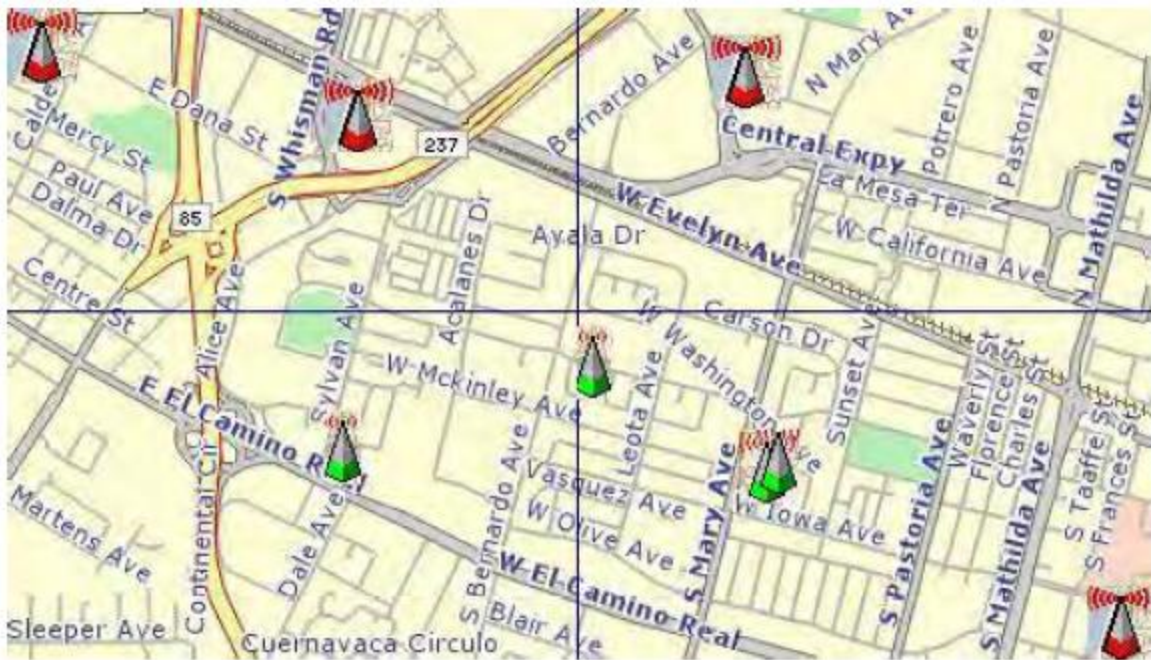 S Whisman Rd
E Dana St
Mercy St
Paul Ave
Dalma Dr
Centre St
85
237
Bernardo Ave
N Mary
Potrero Ave
N Pastoria Ave
N Mathilda Ave
Central Expy
La Mesa Ter
W California Ave
W Evelyn Ave
Ayala Dr
Acalanes Dr
Alice Ave
Sylvan Ave
W Mckinley Ave
W Washington Ave
Carson Dr
Sunset Ave
Leota Ave
E El Camino Real
Continental Cir
Martens Ave
Dale Ave
S Bernardo Ave
Vasquez Ave
W Olive Ave
W El Camino Real
S Mary Ave
W Iowa Ave
S Pastoria Ave
Waverly St
Florence St
Charles St
S Mathilda Ave
S Taaffe St
S Frances St
Blair Ave
Sleeper Ave
Cuernavaca Circulo